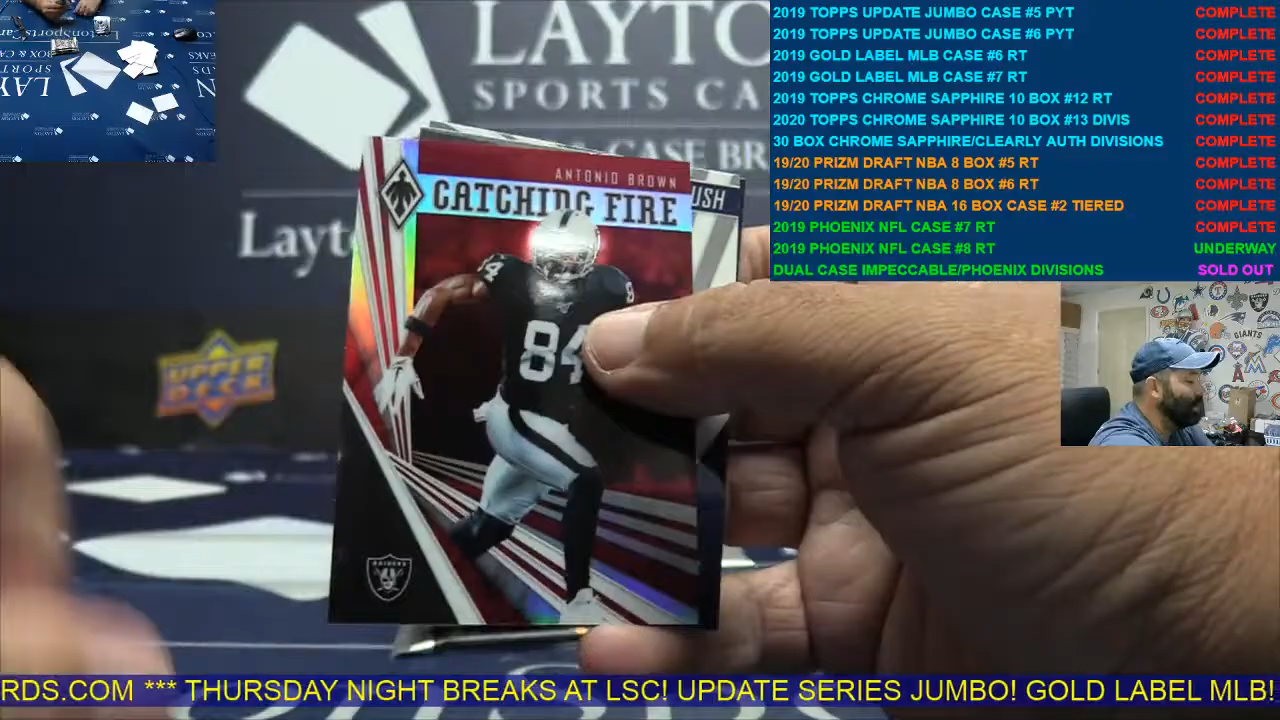 LAYTO
SPORTS CA
& CASE BR
Layt
2019 TOPPS UPDATE JUMBO CASE #5 PYT COMPLETE
2019 TOPPS UPDATE JUMBO CASE #6 PYT COMPLETE
2019 GOLD LABEL MLB CASE #6 RT COMPLETE
2019 GOLD LABEL MLB CASE #7 RT COMPLETE
2019 TOPPS CHROME SAPPHIRE 10 BOX #12 RT COMPLETE
2020 TOPPS CHROME SAPPHIRE 10 BOX #13 DIVIS COMPLETE
30 BOX CHROME SAPPHIRE/CLEARLY AUTH DIVISIONS COMPLETE
19/20 PRIZM DRAFT NBA 8 BOX #5 RT COMPLETE
19/20 PRIZM DRAFT NBA 8 BOX #6 RT COMPLETE
19/20 PRIZM DRAFT NBA 16 BOX CASE #2 TIERED COMPLETE
2019 PHOENIX NFL CASE #7 RT COMPLETE
2019 PHOENIX NFL CASE #8 RT UNDERWAY
DUAL CASE IMPECCABLE/PHOENIX DIVISIONS SOLD OUT
ANTONIO BROWN
CATCHING FIRE
USH
84
84
RAIDERS
UPPER
DECK
GIANTS
RDS.COM *** THURSDAY NIGHT BREAKS AT LSC! UPDATE SERIES JUMBO! GOLD LABEL MLB!